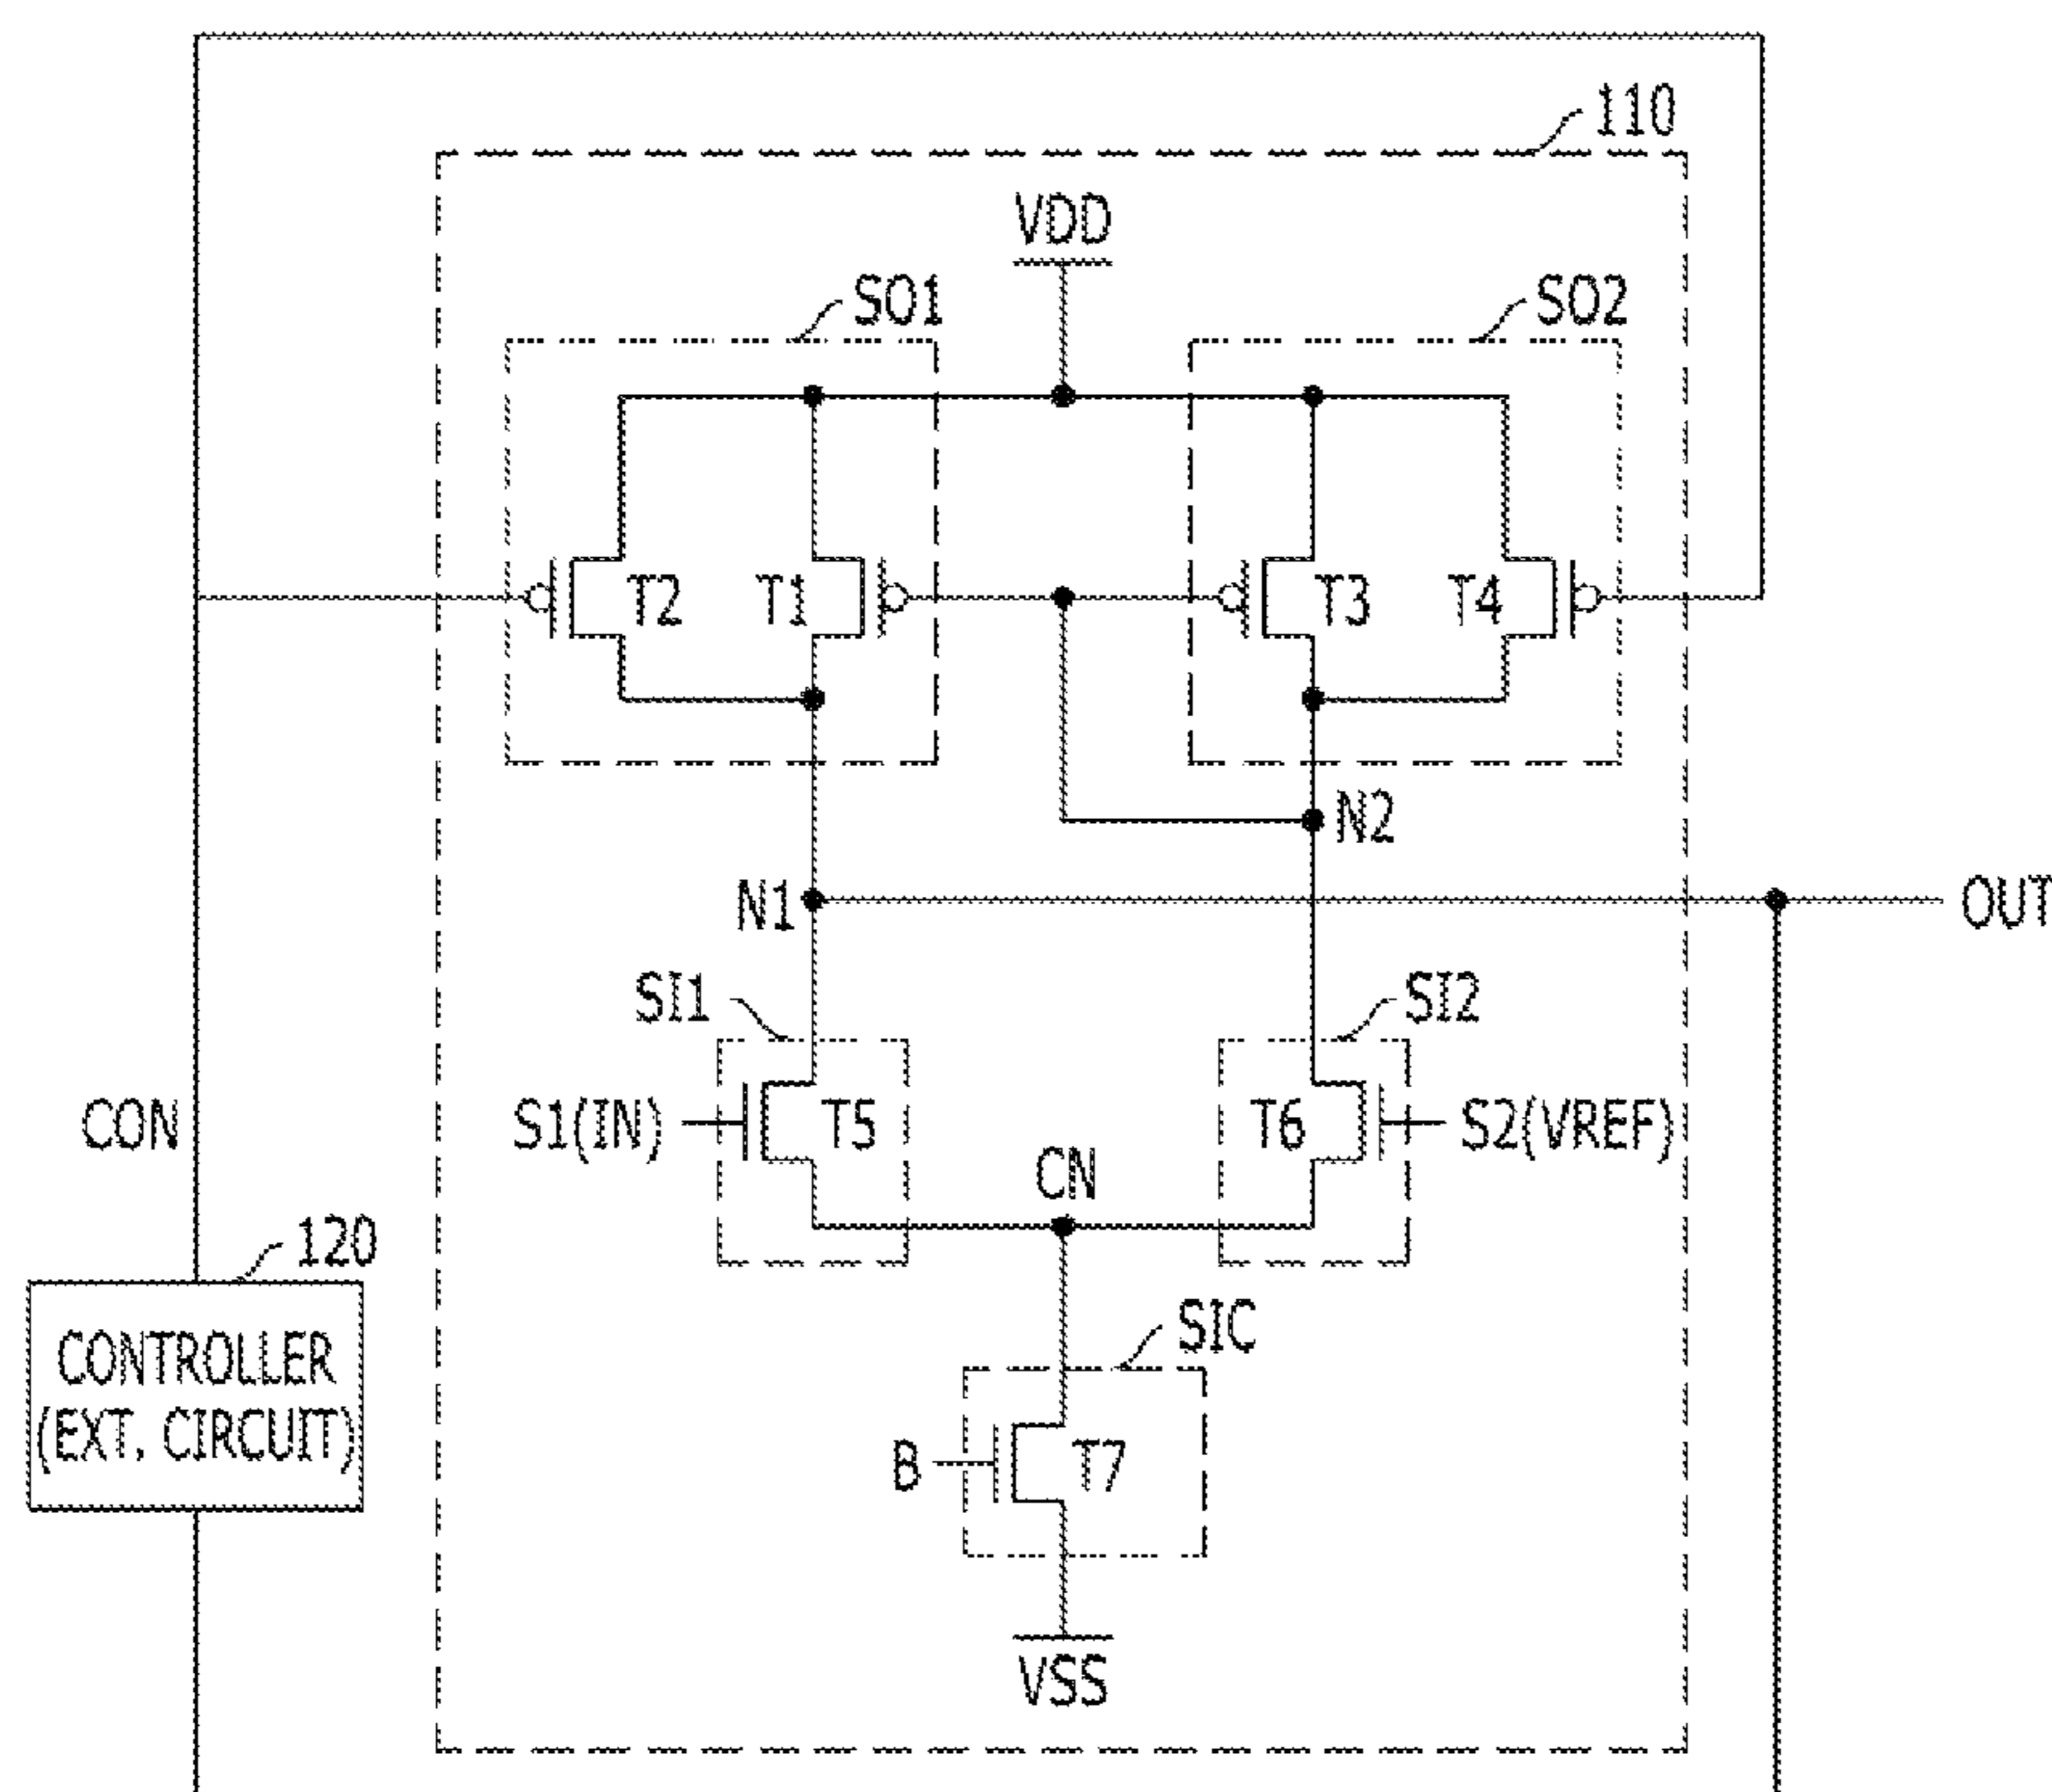 110
VDD
SO1
SO2
T2
T1
T3
T4
N2
N1
OUT
SI1
SI2
CON
S1(IN)
T5
T6
S2(VREF)
CN
120
CONTROLLER
(EXT. CIRCUIT)
SIC
B
T7
VSS